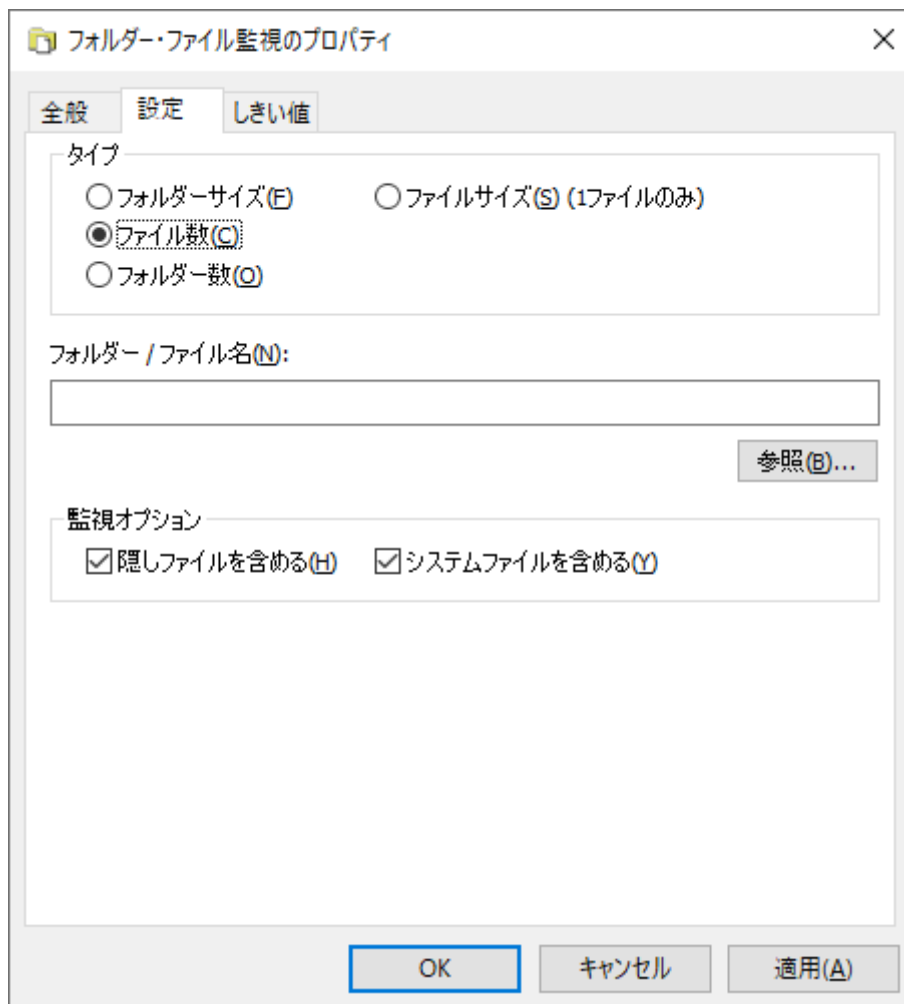 フォルダー・ファイル監視のプロパティ
全般 設定 しきい値
タイプ
フォルダーサイズ(F) ファイルサイズ(S) (1ファイルのみ)
ファイル数(C)
フォルダー数(O)
フォルダー / ファイル名(N):
参照(B)...
監視オプション
隠しファイルを含める(H) システムファイルを含める(Y)
OK キャンセル 適用(A)